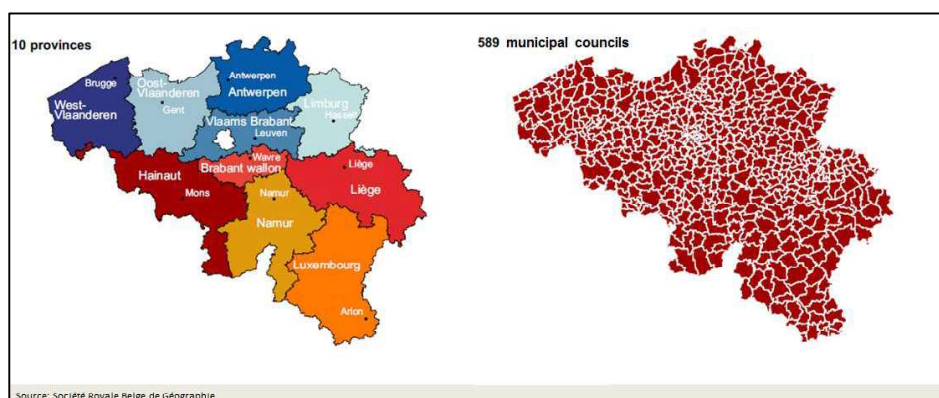 10 provinces
589 municipal councils
Brugge
West-
Vlaanderen
Oost-
Vlaanderen
Gent
Antwerpen
Antwerpen
Limburg
Hasselt
Vlaams Brabant
Leuven
Wavre
Brabant wallon
Hainaut
Mons
Liège
Liège
Namur
Namur
Luxembourg
Arlon
Source: Société Royale Belge de Géographie